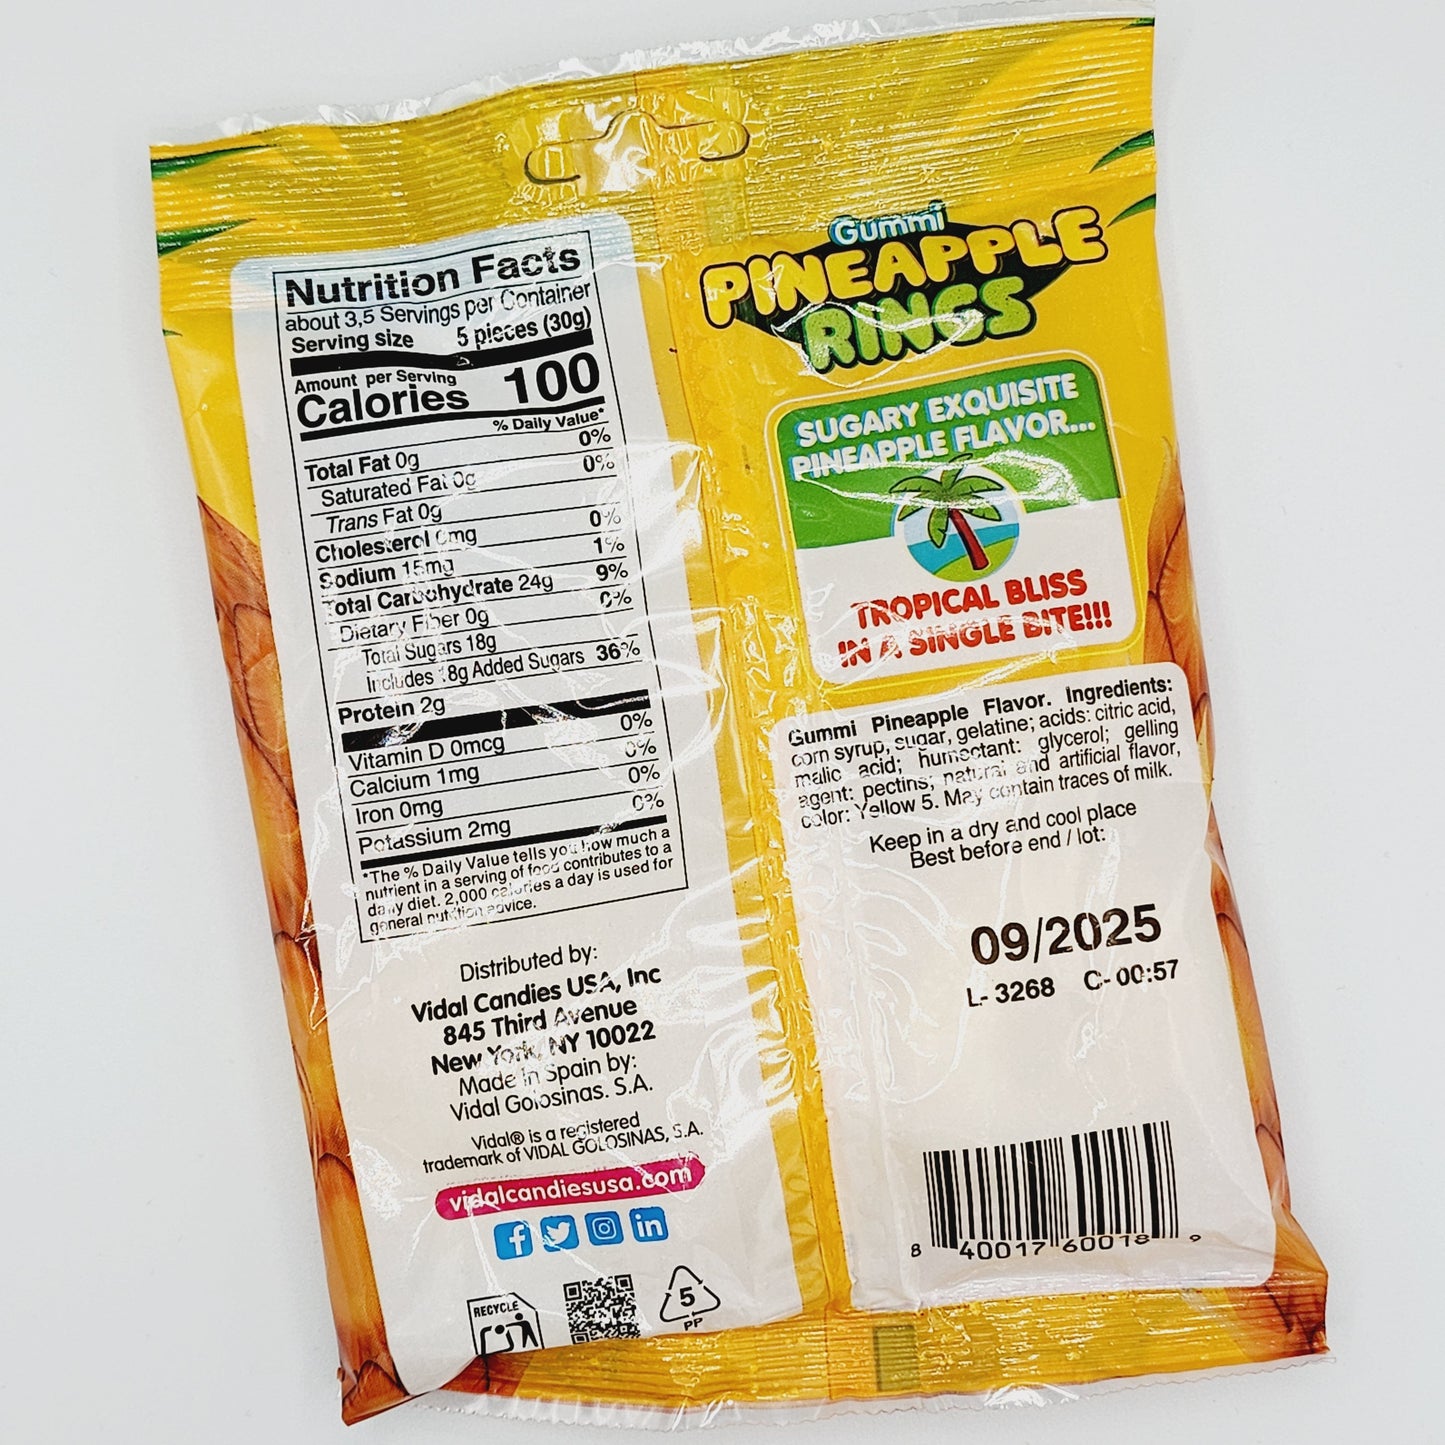 Nutrition Facts
about 3,5 Servings per Container
Serving size 5 pieces (30g)
Amount per Serving
Calories 100
% Daily Value*
Total Fat 0g 0%
Saturated Fat 0g 0%
Trans Fat 0g
Cholesterol 0mg 0%
Sodium 15mg 1%
Total Carbohydrate 24g 9%
Dietary Fiber 0g 0%
Total Sugars 18g
Includes 18g Added Sugars 36%
Protein 2g
Vitamin D 0mcg 0%
Calcium 1mg 0%
Iron 0mg 0%
Potassium 2mg 0%
*The % Daily Value tells you how much a
nutrient in a serving of food contributes to a
daily diet. 2,000 calories a day is used for
general nutrition advice.
Distributed by:
Vidal Candies USA, Inc
845 Third Avenue
New York, NY 10022
Made in Spain by:
Vidal Golosinas. S.A.
Vidal® is a registered
trademark of VIDAL GOLOSINAS, S.A.
vidalcandiesusa.com
RECYCLE
5
PP
Gummi
PINEAPPLE
RINGS
SUGARY EXQUISITE
PINEAPPLE FLAVOR...
TROPICAL BLISS
IN A SINGLE BITE!!!
Gummi Pineapple Flavor. Ingredients:
corn syrup, sugar, gelatine; acids: citric acid,
malic acid; humectant: glycerol; gelling
agent: pectins; natural and artificial flavor,
color: Yellow 5. May contain traces of milk.
Keep in a dry and cool place
Best before end / lot:
09/2025
L- 3268 C- 00:57
8 40017 60018 9